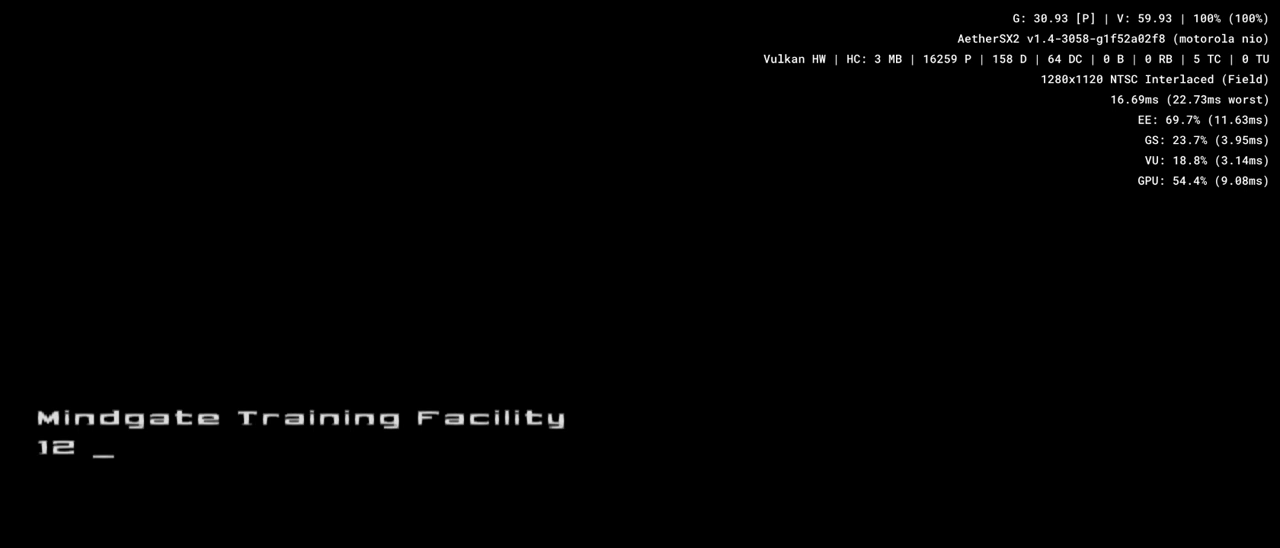 G: 30.93 [P] | V: 59.93 | 100% (100%)
AetherSX2 v1.4-3058-g1f52a02f8 (motorola nio)
Vulkan HW | HC: 3 MB | 16259 P | 158 D | 64 DC | 0 B | 0 RB | 5 TC | 0 TU
1280x1120 NTSC Interlaced (Field)
16.69ms (22.73ms worst)
EE: 69.7% (11.63ms)
GS: 23.7% (3.95ms)
VU: 18.8% (3.14ms)
GPU: 54.4% (9.08ms)
Mindgate Training Facility
12 _